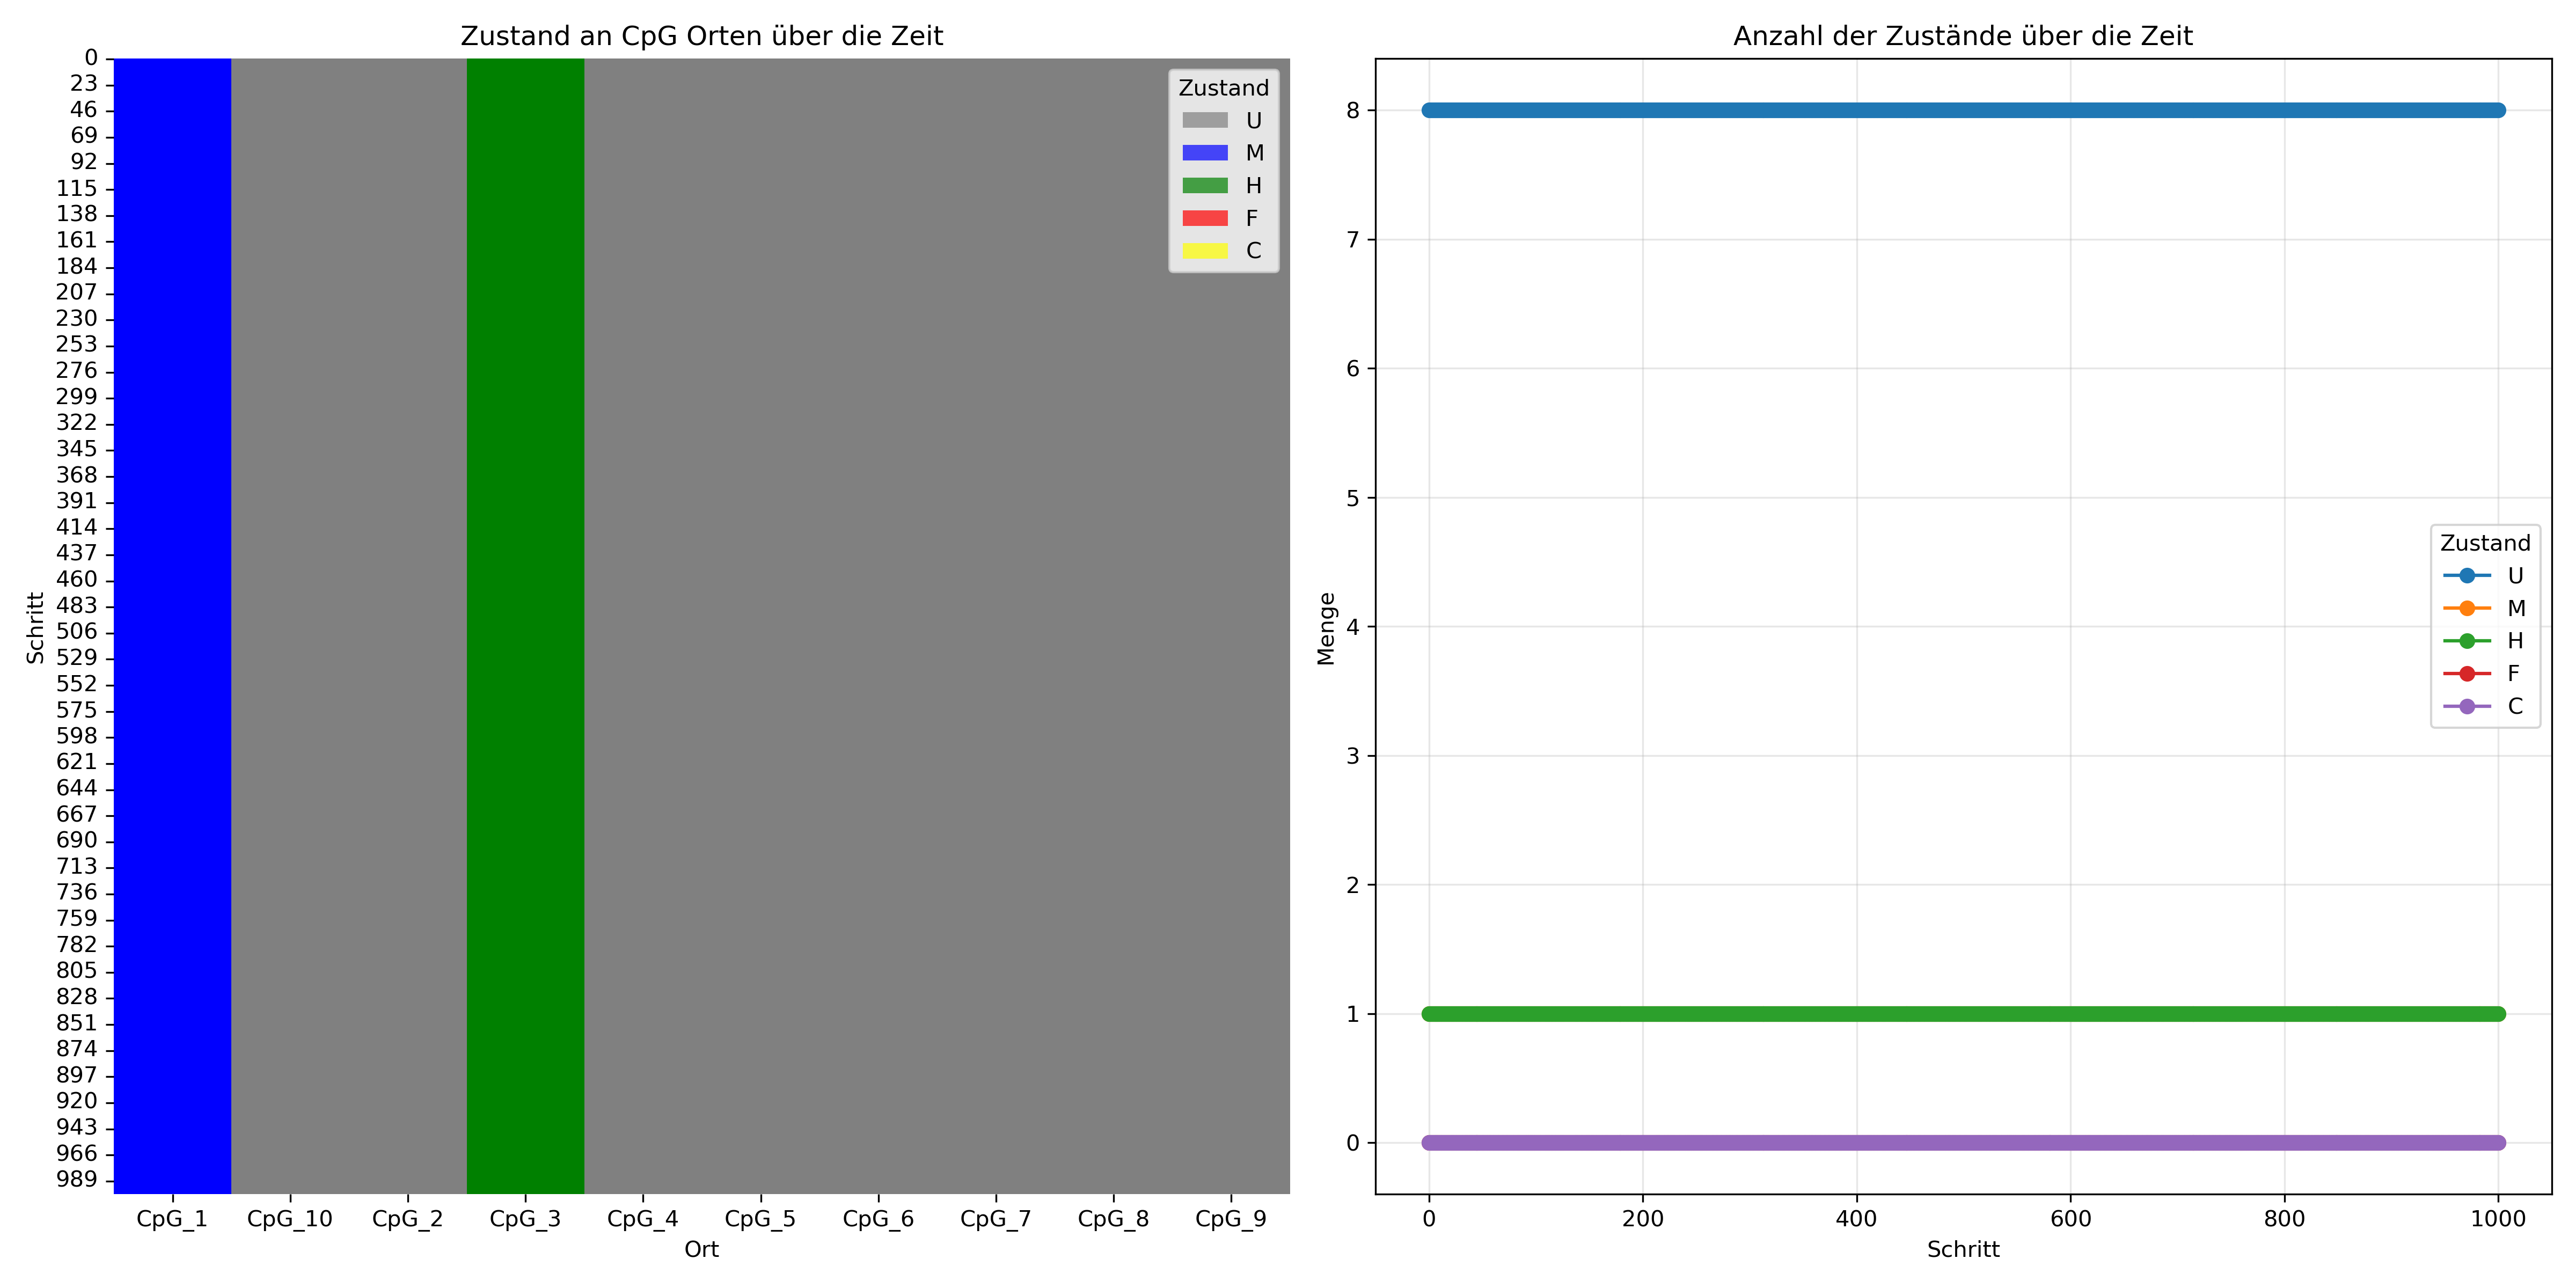 Zustand an CpG Orten über die Zeit
0
23
46
69
92
115
138
161
184
207
230
253
276
299
322
345
368
391
414
437
460
483
506
529
552
575
598
621
644
667
690
713
736
759
782
805
828
851
874
897
920
943
966
989
Schritt
Zustand
U
M
H
F
C
CpG_1 CpG_10 CpG_2 CpG_3 CpG_4 CpG_5 CpG_6 CpG_7 CpG_8 CpG_9
Ort
Anzahl der Zustände über die Zeit
8
7
6
5
4
3
2
1
0
Menge
Zustand
U
M
H
F
C
0 200 400 600 800 1000
Schritt